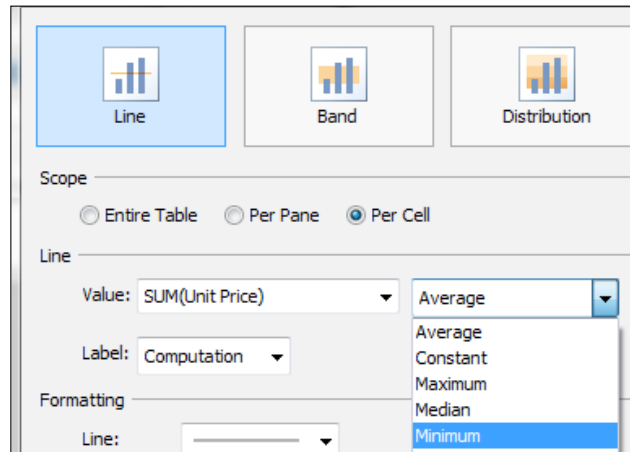 Line Band Distribution
Scope
Entire Table Per Pane Per Cell
Line
Value: SUM(Unit Price) Average
Average
Label: Computation
Constant
Maximum
Formatting
Median
Line: Minimum